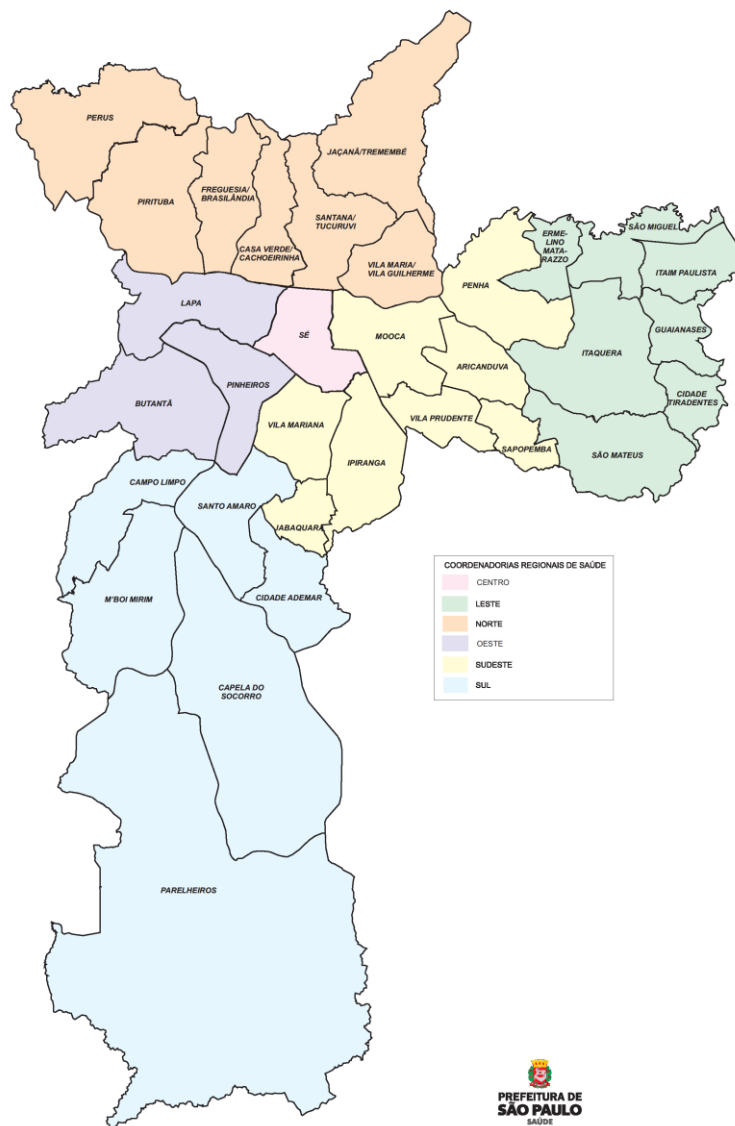 PERUS
JAÇANÃ/TREMEMBÉ
PIRITUBA
FREGUESIA/
BRASILÂNDIA
SANTANA/
TUCURUVI
CASA VERDE/
CACHOEIRINHA
VILA MARIA/
VILA GUILHERME
ERME-
LINO
MATA-
RAZZO
SÃO MIGUEL
ITAIM PAULISTA
PENHA
LAPA
SÉ
MOOCA
GUAIANASES
ITAQUERA
ARICANDUVA
PINHEIROS
BUTANTÃ
CIDADE
TIRADENTES
VILA MARIANA
VILA PRUDENTE
SAPOPEMBA
SÃO MATEUS
IPIRANGA
CAMPO LIMPO
SANTO AMARO
JABAQUARA
M'BOI MIRIM
CIDADE ADEMAR
CAPELA DO
SOCORRO
PARELHEIROS
COORDENADORIAS REGIONAIS DE SAÚDE
CENTRO
LESTE
NORTE
OESTE
SUDESTE
SUL
PREFEITURA DE
SÃO PAULO
SAÚDE